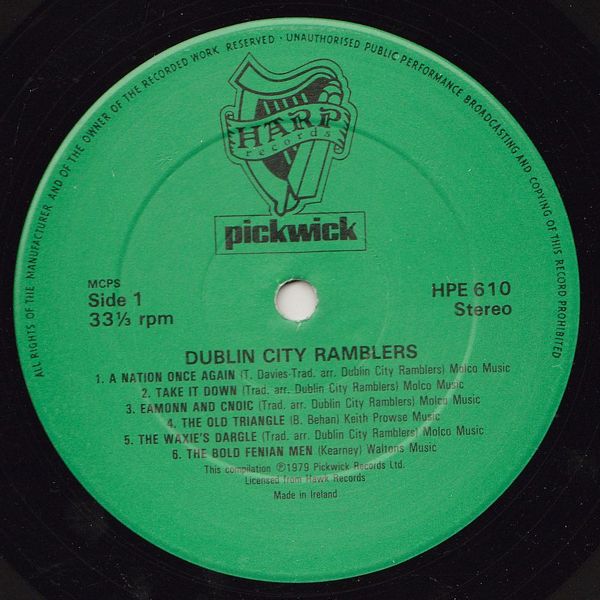 ALL RIGHTS OF THE MANUFACTURER AND OF THE OWNER OF THE RECORDED WORK RESERVED · UNAUTHORISED PUBLIC PERFORMANCE BROADCASTING AND COPYING OF THIS RECORD PROHIBITED
HARP
records
pickwick
MCPS
Side 1
33⅓ rpm
HPE 610
Stereo
DUBLIN CITY RAMBLERS
1. A NATION ONCE AGAIN (T. Davies-Trad. arr. Dublin City Ramblers) Molco Music
2. TAKE IT DOWN (Trad. arr. Dublin City Ramblers) Molco Music
3. EAMONN AND CNOIC (Trad. arr. Dublin City Ramblers) Molco Music
4. THE OLD TRIANGLE (B. Behan) Keith Prowse Music
5. THE WAXIE'S DARGLE (Trad. arr. Dublin City Ramblers) Molco Music
6. THE BOLD FENIAN MEN (Kearney) Waltons Music
This compilation ℗1979 Pickwick Records Ltd.
Licensed from Hawk Records
Made in Ireland